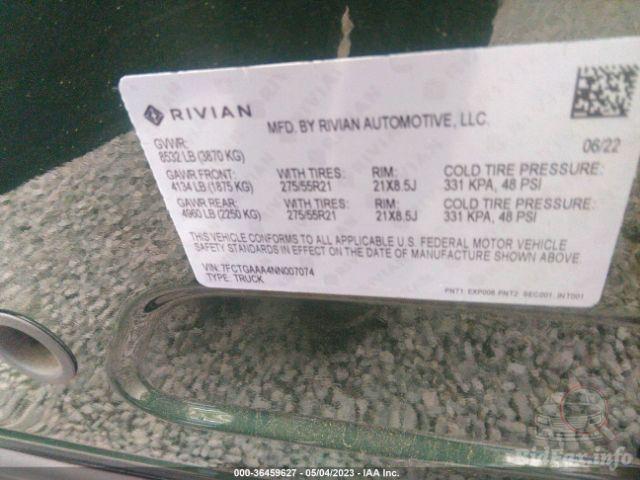 RIVIAN
MFD. BY RIVIAN AUTOMOTIVE, LLC.
GVWR:
8532 LB (3870 KG)
06/22
GAWR FRONT: WITH TIRES: RIM: COLD TIRE PRESSURE:
4134 LB (1875 KG) 275/55R21 21X8.5J 331 KPA, 48 PSI
GAWR REAR: WITH TIRES: RIM: COLD TIRE PRESSURE:
4960 LB (2250 KG) 275/55R21 21X8.5J 331 KPA, 48 PSI
THIS VEHICLE CONFORMS TO ALL APPLICABLE U.S. FEDERAL MOTOR VEHICLE
SAFETY STANDARDS IN EFFECT ON THE DATE OF MANUFACTURE SHOWN ABOVE.
VIN: 7FCTGAAA4NN007074
TYPE: TRUCK
PNT1: EXP008 PNT2: SEC001 INT001
BidFax.info
000-36459627 - 05/04/2023 - IAA Inc.